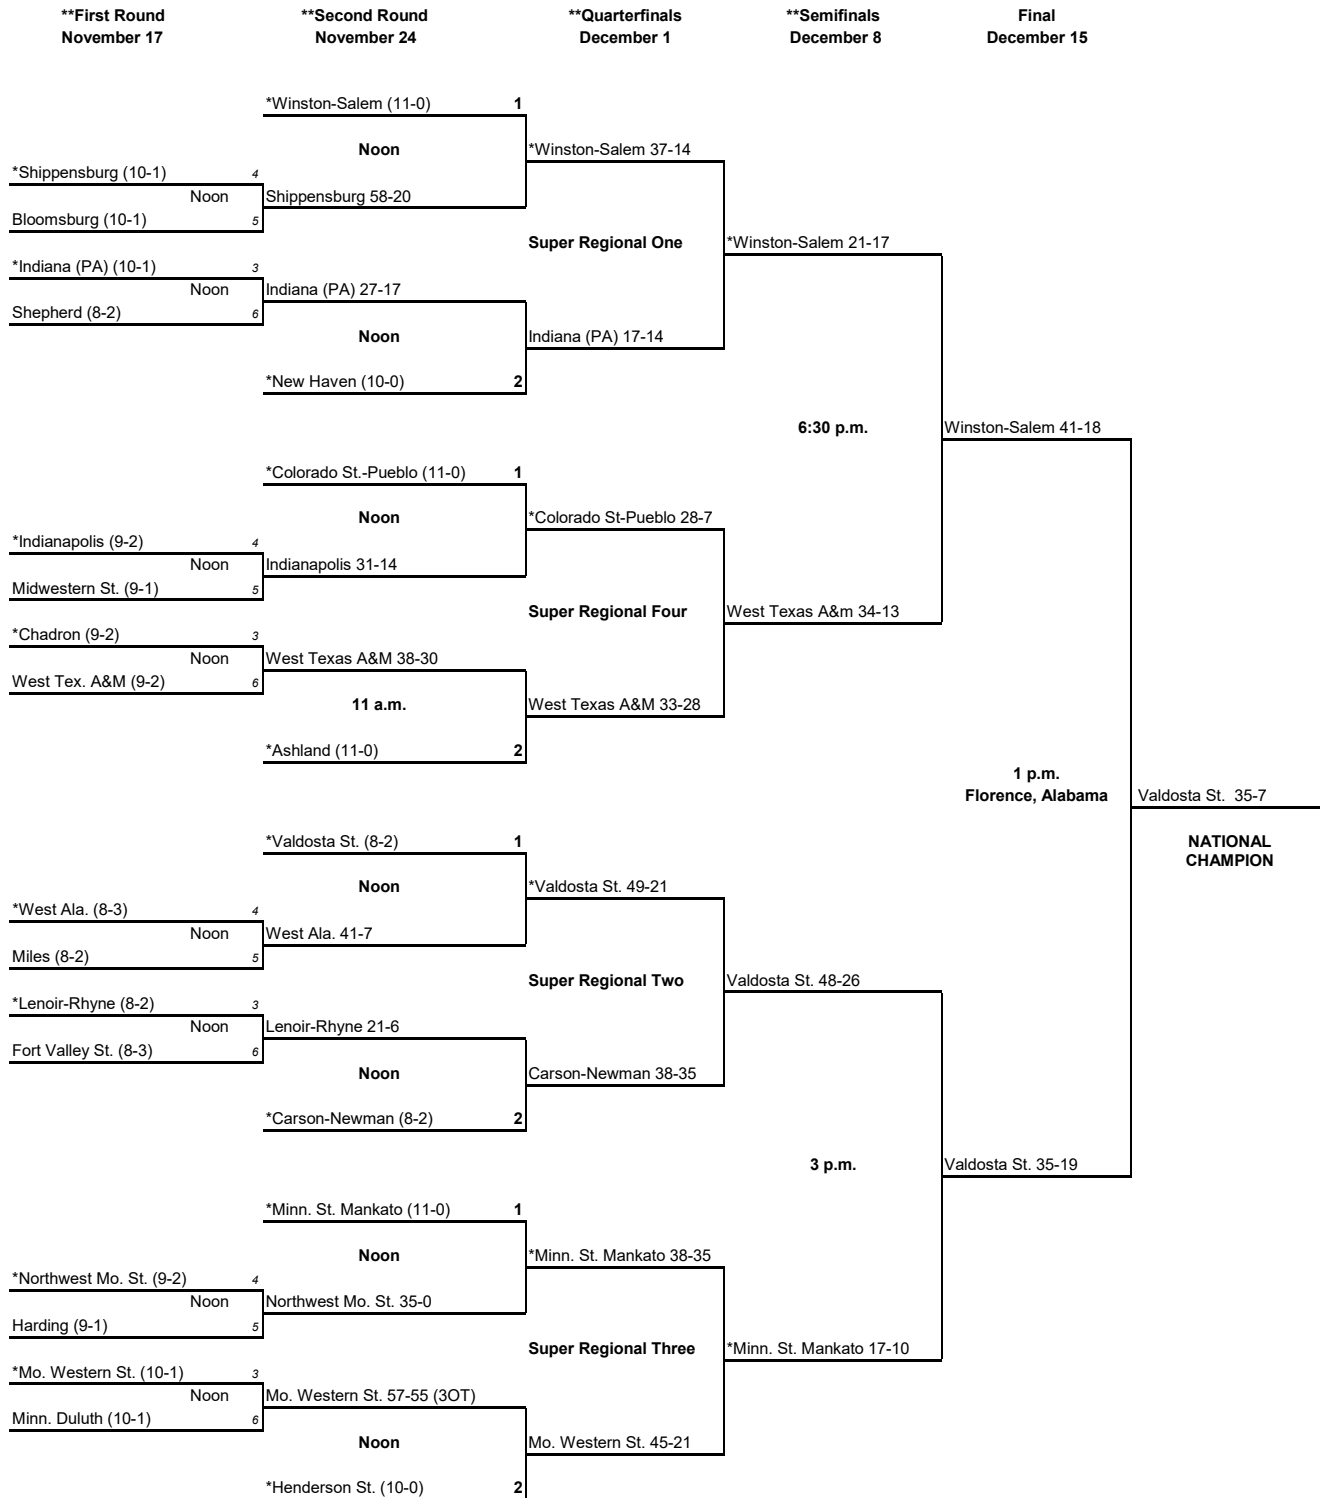 **First Round **Second Round **Quarterfinals **Semifinals Final
November 17 November 24 December 1 December 8 December 15
*Winston-Salem (11-0) 1
Noon
*Winston-Salem 37-14
*Shippensburg (10-1) 4
Noon
Shippensburg 58-20
Bloomsburg (10-1) 5
Super Regional One
*Winston-Salem 21-17
*Indiana (PA) (10-1) 3
Noon
Indiana (PA) 27-17
Shepherd (8-2) 6
Noon
Indiana (PA) 17-14
*New Haven (10-0) 2
6:30 p.m.
Winston-Salem 41-18
*Colorado St.-Pueblo (11-0) 1
Noon
*Colorado St-Pueblo 28-7
*Indianapolis (9-2) 4
Noon
Indianapolis 31-14
Midwestern St. (9-1) 5
Super Regional Four
West Texas A&m 34-13
*Chadron (9-2) 3
Noon
West Texas A&M 38-30
West Tex. A&M (9-2) 6
11 a.m.
West Texas A&M 33-28
*Ashland (11-0) 2
1 p.m.
Florence, Alabama
Valdosta St.  35-7
NATIONAL
CHAMPION
*Valdosta St. (8-2) 1
Noon
*Valdosta St. 49-21
*West Ala. (8-3) 4
Noon
West Ala. 41-7
Miles (8-2) 5
Super Regional Two
Valdosta St. 48-26
*Lenoir-Rhyne (8-2) 3
Noon
Lenoir-Rhyne 21-6
Fort Valley St. (8-3) 6
Noon
Carson-Newman 38-35
*Carson-Newman (8-2) 2
3 p.m.
Valdosta St. 35-19
*Minn. St. Mankato (11-0) 1
Noon
*Minn. St. Mankato 38-35
*Northwest Mo. St. (9-2) 4
Noon
Northwest Mo. St. 35-0
Harding (9-1) 5
Super Regional Three
*Minn. St. Mankato 17-10
*Mo. Western St. (10-1) 3
Noon
Mo. Western St. 57-55 (3OT)
Minn. Duluth (10-1) 6
Noon
Mo. Western St. 45-21
*Henderson St. (10-0) 2